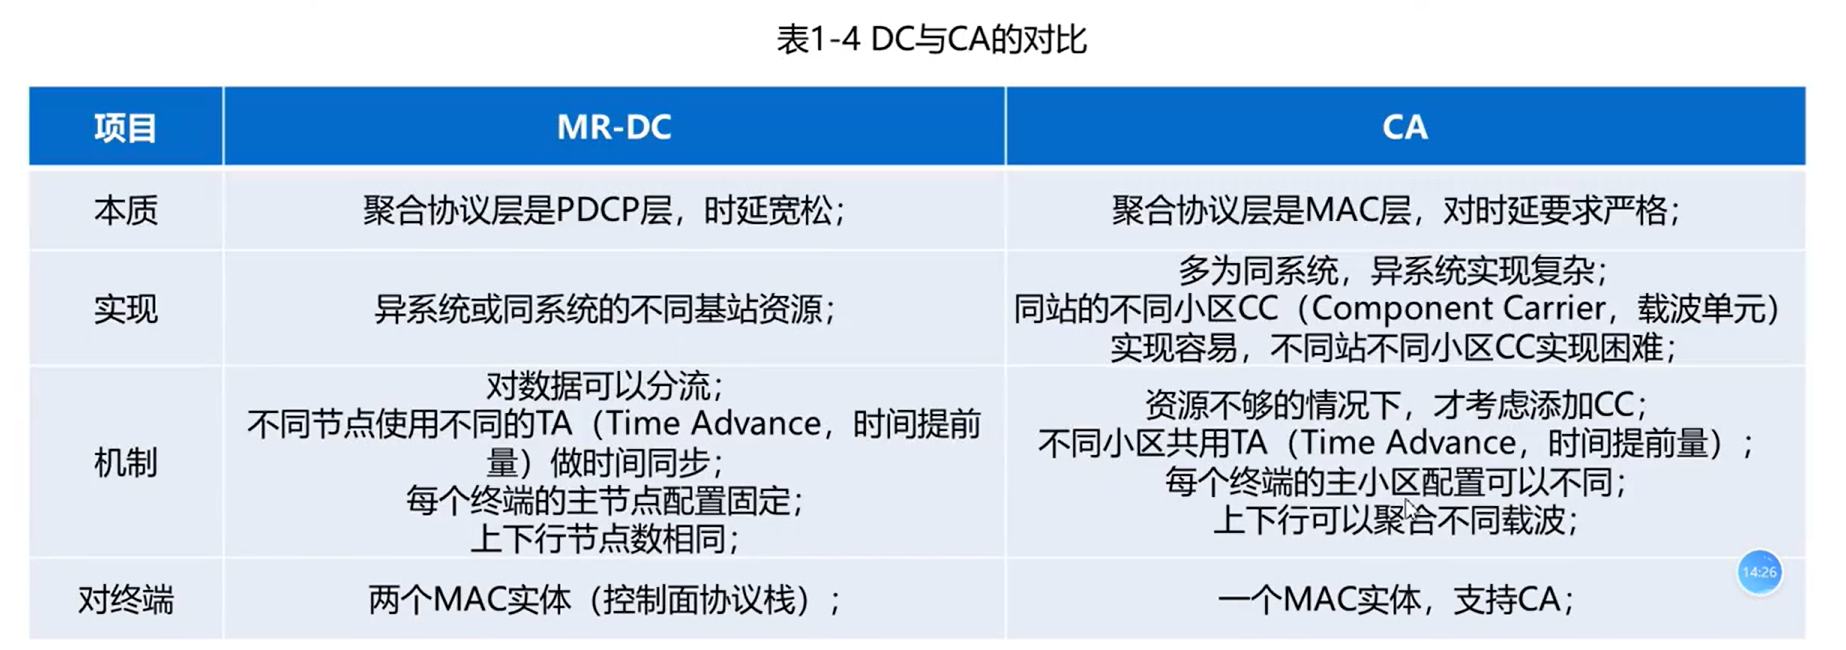 表1-4 DC与CA的对比
项目
MR-DC
CA
本质
聚合协议层是PDCP层，时延宽松；
聚合协议层是MAC层，对时延要求严格；
实现
异系统或同系统的不同基站资源；
多为同系统，异系统实现复杂；
同站的不同小区CC（Component Carrier，载波单元）
实现容易，不同站不同小区CC实现困难；
机制
对数据可以分流；
不同节点使用不同的TA（Time Advance，时间提前
量）做时间同步；
每个终端的主节点配置固定；
上下行节点数相同；
资源不够的情况下，才考虑添加CC；
不同小区共用TA（Time Advance，时间提前量）；
每个终端的主小区配置可以不同；
上下行可以聚合不同载波；
对终端
两个MAC实体（控制面协议栈）；
一个MAC实体，支持CA；
14:26